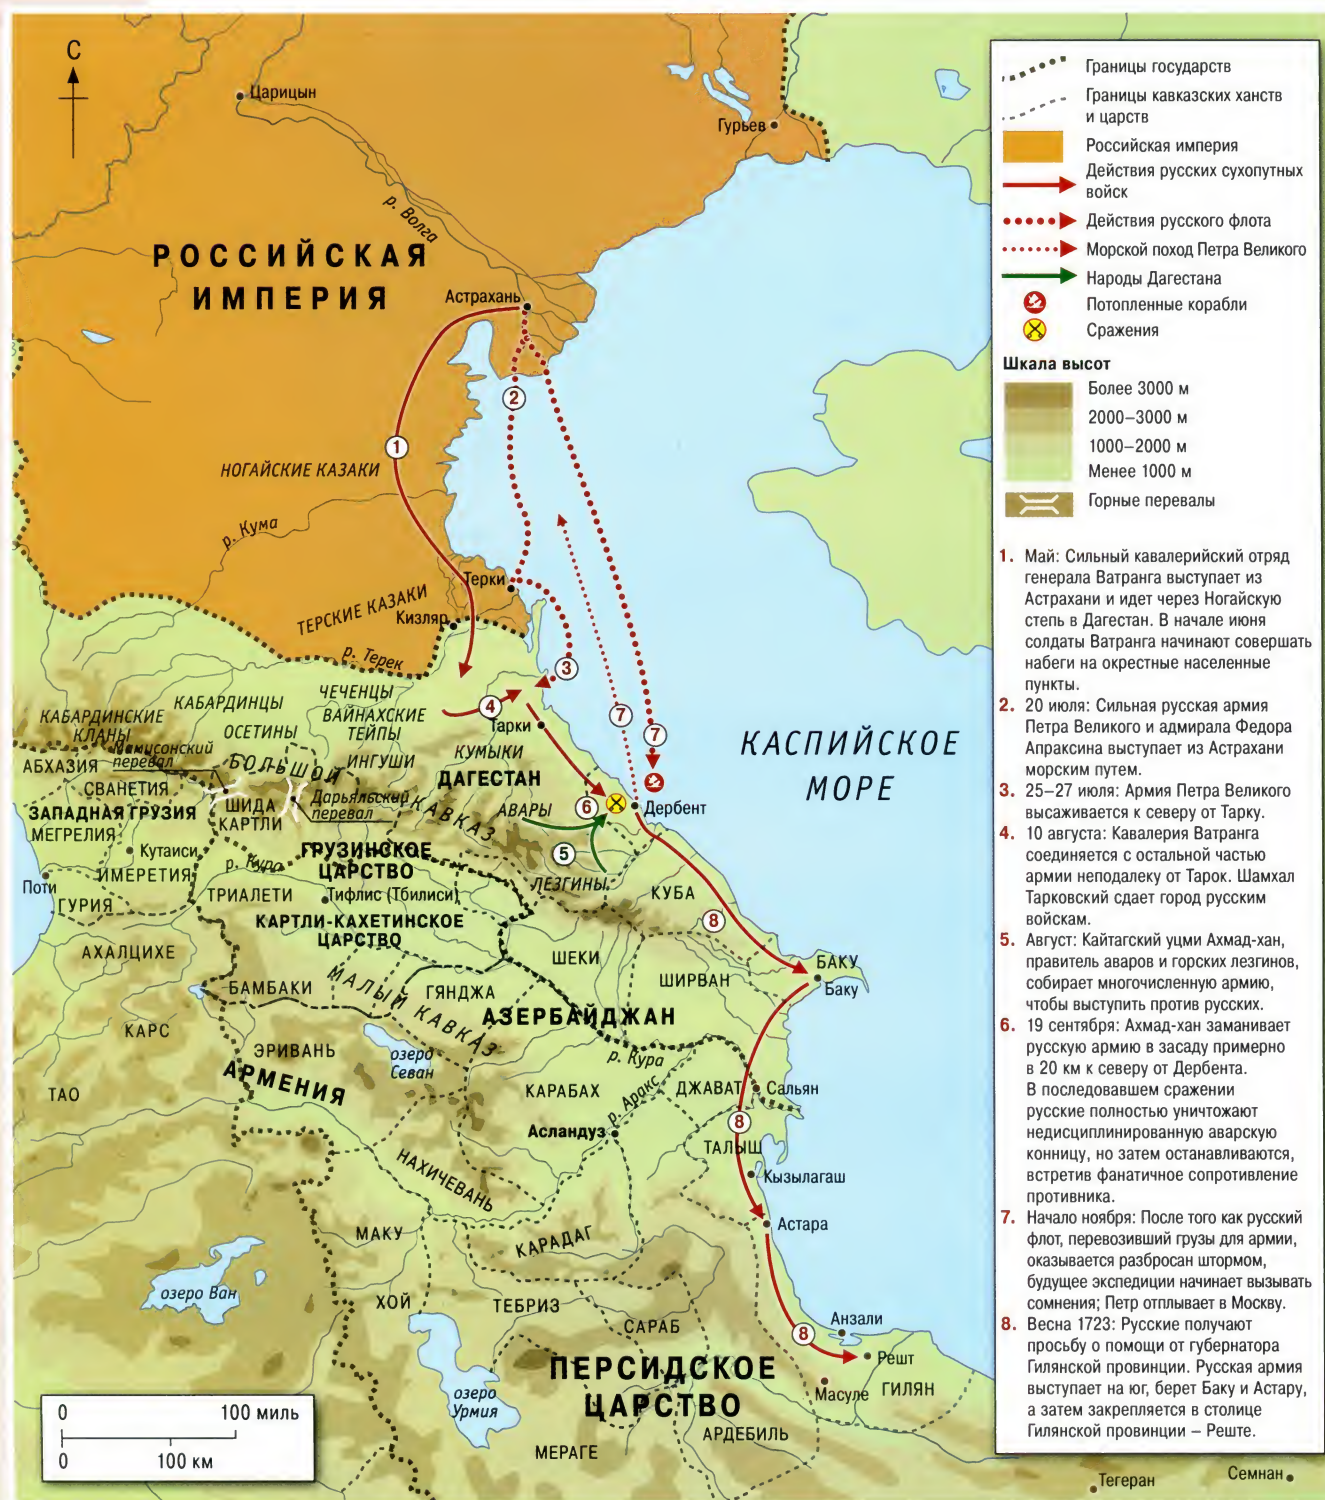 С
Царицын
Гурьев
р. Волга
РОССИЙСКАЯ
ИМПЕРИЯ
Астрахань
2
1
НОГАЙСКИЕ КАЗАКИ
р. Кума
Терки
ТЕРСКИЕ КАЗАКИ
Кизляр
р. Терек
3
4
7
7
Тарки
КАБАРДИНСКИЕ
КЛАНЫ
КАБАРДИНЦЫ
ЧЕЧЕНЦЫ
ВАЙНАХСКИЕ
ТЕЙПЫ
ОСЕТИНЫ
ИНГУШИ
КУМЫКИ
Мамисонский
перевал
БОЛЬШОЙ
КАВКАЗ
ДАГЕСТАН
АБХАЗИЯ
СВАНЕТИЯ
Дарьяльский
перевал
АВАРЫ
6
Дербент
КАСПИЙСКОЕ
МОРЕ
ЗАПАДНАЯ ГРУЗИЯ
ШИДА
КАРТЛИ
МЕГРЕЛИЯ
Кутаиси
ИМЕРЕТИЯ
р. Кура
ГРУЗИНСКОЕ
ЦАРСТВО
5
ЛЕЗГИНЫ
Поти
ГУРИЯ
ТРИАЛЕТИ
Тифлис (Тбилиси)
КУБА
КАРТЛИ-КАХЕТИНСКОЕ
ЦАРСТВО
8
АХАЛЦИХЕ
ШЕКИ
ШИРВАН
БАКУ
Баку
БАМБАКИ
МАЛЫЙ КАВКАЗ
ГЯНДЖА
АЗЕРБАЙДЖАН
КАРС
ЭРИВАНЬ
озеро
Севан
р. Кура
АРМЕНИЯ
ТАО
КАРАБАХ
р. Аракс
ДЖАВАТ
Сальян
Асландуз
8
ТАЛЫШ
Кызылагаш
НАХИЧЕВАНЬ
Астара
МАКУ
КАРАДАГ
озеро Ван
ХОЙ
ТЕБРИЗ
САРАБ
Анзали
8
Решт
ПЕРСИДСКОЕ
ЦАРСТВО
Масуле
ГИЛЯН
озеро
Урмия
АРДЕБИЛЬ
МЕРАГЕ
Тегеран
Семнан
0 100 миль
0 100 км
Границы государств
Границы кавказских ханств
и царств
Российская империя
Действия русских сухопутных
войск
Действия русского флота
Морской поход Петра Великого
Народы Дагестана
Потопленные корабли
Сражения
Шкала высот
Более 3000 м
2000–3000 м
1000–2000 м
Менее 1000 м
Горные перевалы
1. Май: Сильный кавалерийский отряд
генерала Ватранга выступает из
Астрахани и идет через Ногайскую
степь в Дагестан. В начале июня
солдаты Ватранга начинают совершать
набеги на окрестные населенные
пункты.
2. 20 июля: Сильная русская армия
Петра Великого и адмирала Федора
Апраксина выступает из Астрахани
морским путем.
3. 25–27 июля: Армия Петра Великого
высаживается к северу от Тарку.
4. 10 августа: Кавалерия Ватранга
соединяется с остальной частью
армии неподалеку от Тарок. Шамхал
Тарковский сдает город русским
войскам.
5. Август: Кайтагский уцми Ахмад-хан,
правитель аваров и горских лезгинов,
собирает многочисленную армию,
чтобы выступить против русских.
6. 19 сентября: Ахмад-хан заманивает
русскую армию в засаду примерно
в 20 км к северу от Дербента.
В последовавшем сражении
русские полностью уничтожают
недисциплинированную аварскую
конницу, но затем останавливаются,
встретив фанатичное сопротивление
противника.
7. Начало ноября: После того как русский
флот, перевозивший грузы для армии,
оказывается разбросан штормом,
будущее экспедиции начинает вызывать
сомнения; Петр отплывает в Москву.
8. Весна 1723: Русские получают
просьбу о помощи от губернатора
Гилянской провинции. Русская армия
выступает на юг, берет Баку и Астару,
а затем закрепляется в столице
Гилянской провинции – Реште.